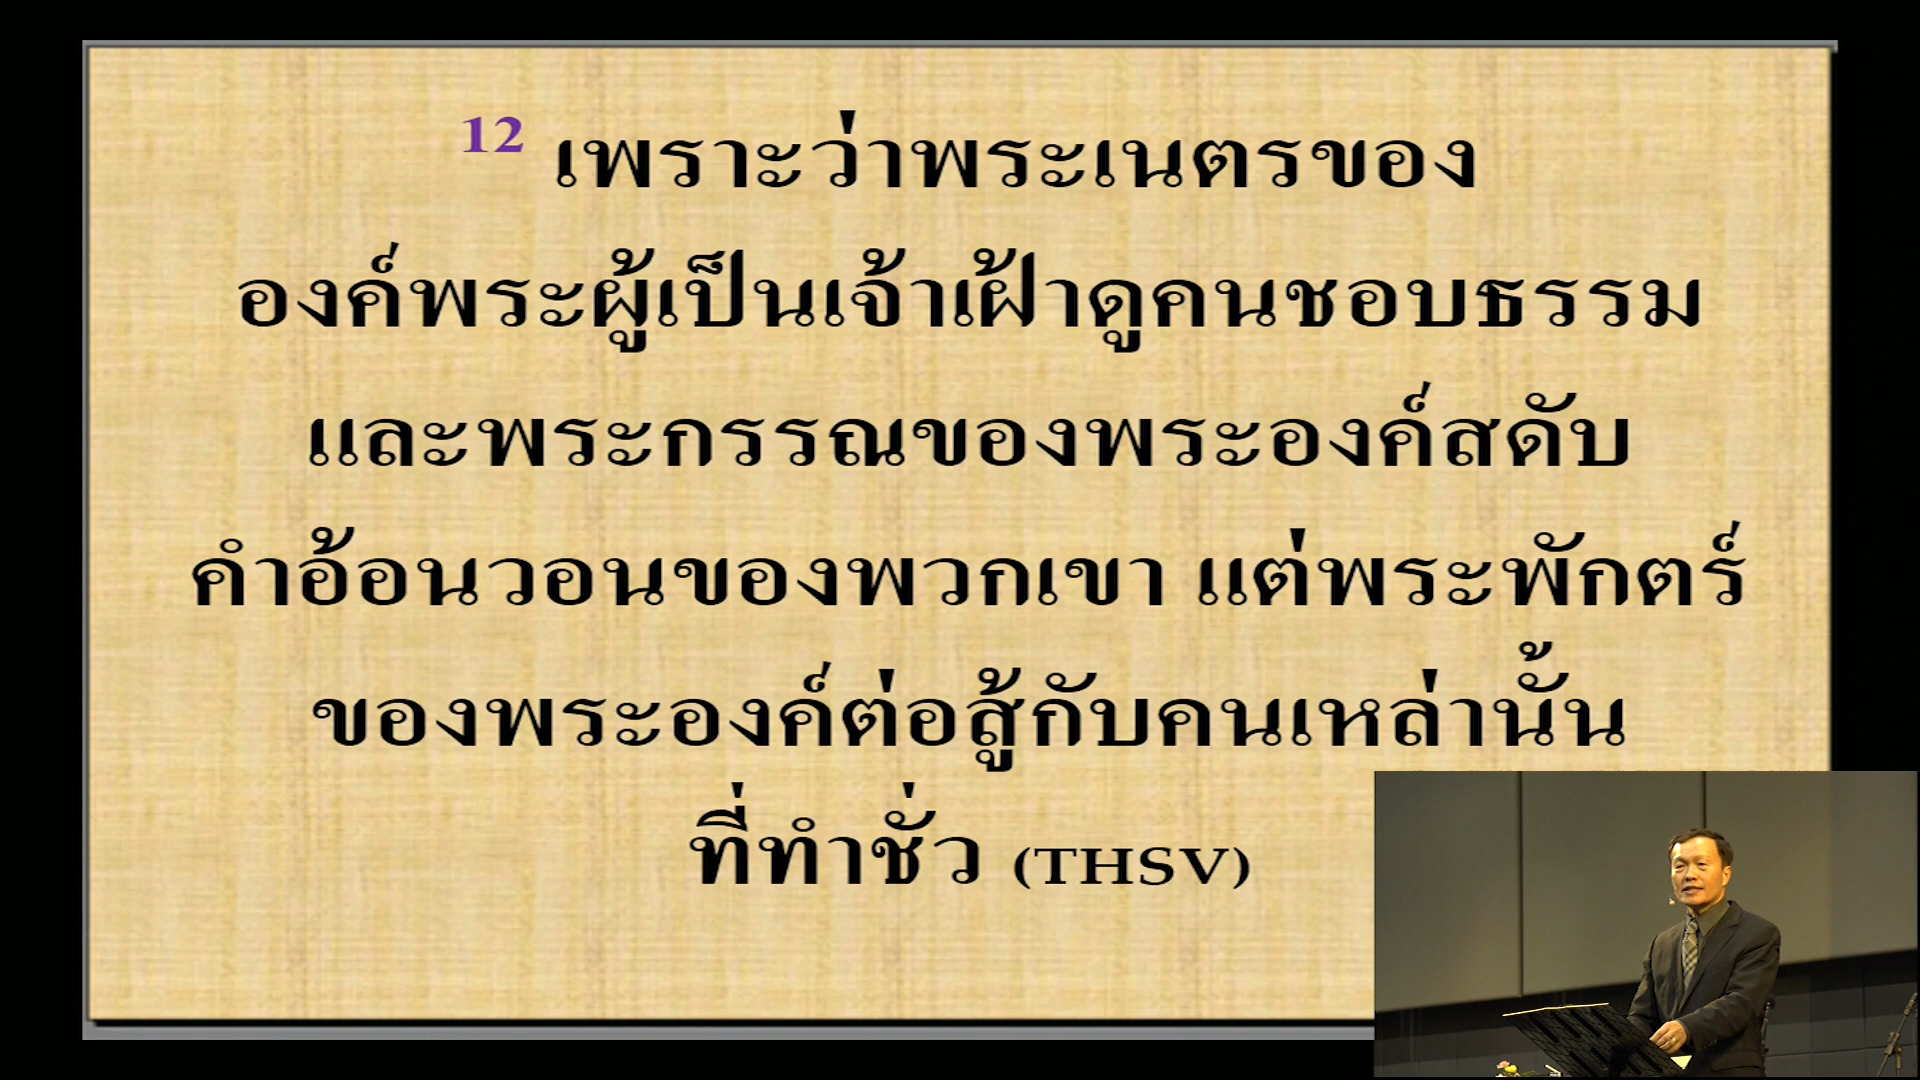 12 เพราะว่าพระเนตรของ
องค์พระผู้เป็นเจ้าเฝ้าดูคนชอบธรรม
และพระกรรณของพระองค์สดับ
คำอ้อนวอนของพวกเขา แต่พระพักตร์
ของพระองค์ต่อสู้กับคนเหล่านั้น
ที่ทำชั่ว (THSV)